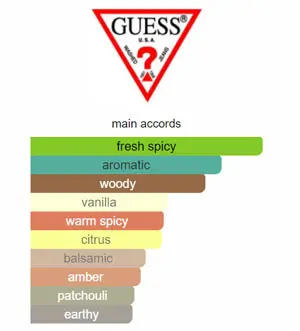 GUESS®
U.S.A.
WASHED JEANS
?
main accords
fresh spicy
aromatic
woody
vanilla
warm spicy
citrus
balsamic
amber
patchouli
earthy